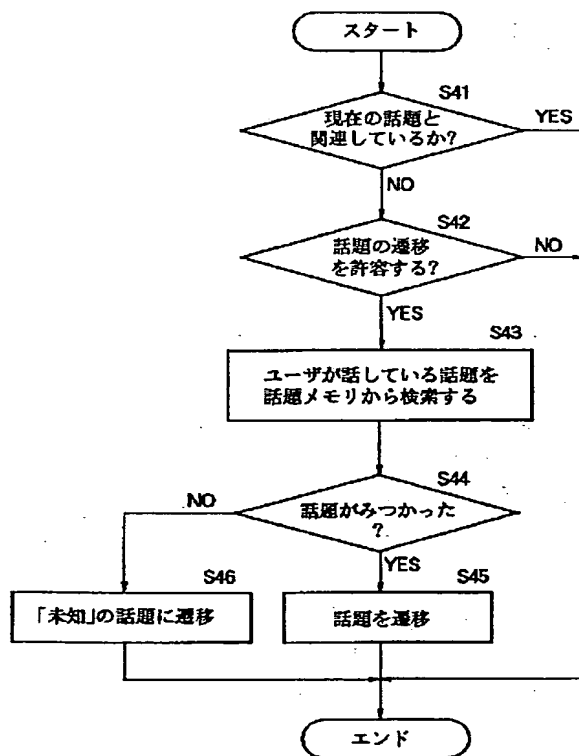 スタート
S41
現在の話題と
関連しているか?
YES
NO
S42
話題の遷移
を許容する?
NO
YES
S43
ユーザが話している話題を
話題メモリから検索する
S44
話題がみつかった
?
NO
YES
S46
「未知」の話題に遷移
S45
話題を遷移
エンド